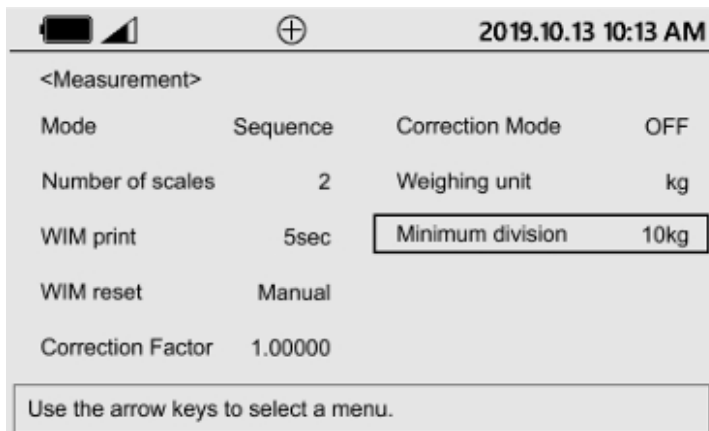 2019.10.13 10:13 AM
<Measurement>
Mode Sequence
Correction Mode OFF
Number of scales 2
Weighing unit kg
WIM print 5sec
Minimum division 10kg
WIM reset Manual
Correction Factor 1.00000
Use the arrow keys to select a menu.